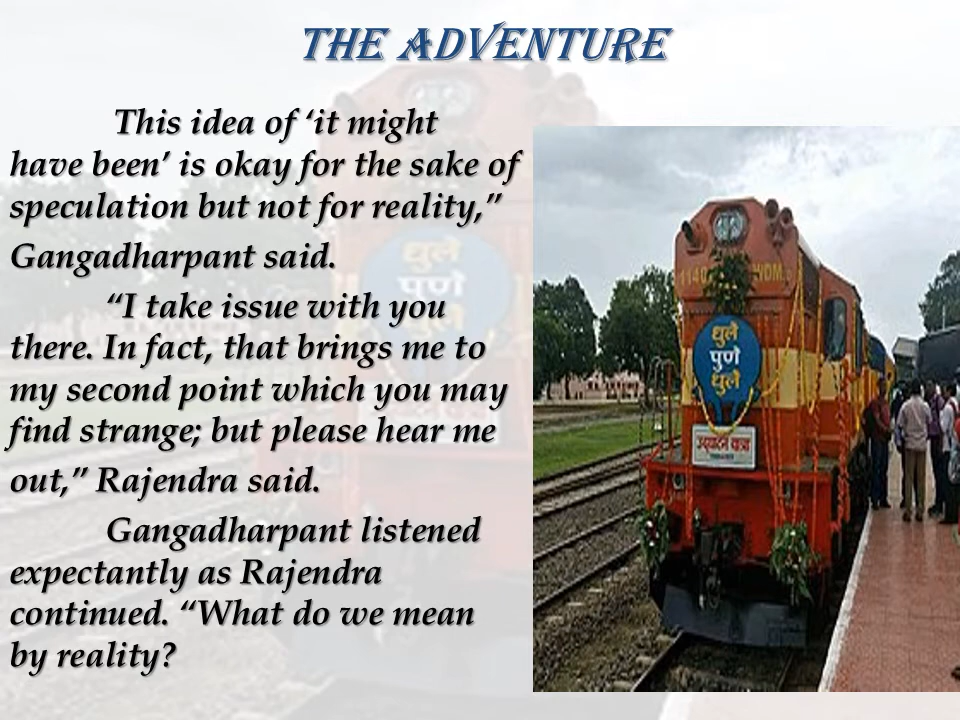 THE ADVENTURE
This idea of ‘it might
have been’ is okay for the sake of
speculation but not for reality,”
Gangadharpant said.
“I take issue with you
there. In fact, that brings me to
my second point which you may
find strange; but please hear me
out,” Rajendra said.
Gangadharpant listened
expectantly as Rajendra
continued. “What do we mean
by reality?
धुले
पुणे
धुले
उद्घाटन यात्रा